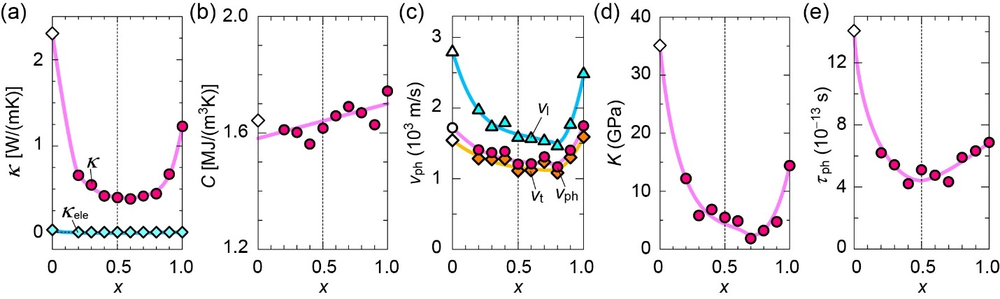 (a)
κ [W/(mK)]
2
1
0
κ
κele
0
0.5
1.0
x
(b)
C [MJ/(m³K)]
2.0
1.8
1.6
1.2
0
0.5
1.0
x
(c)
vph (10³ m/s)
3
2
1
0
vl
vt
vph
0
0.5
1.0
x
(d)
K (GPa)
40
30
20
10
0
0
0.5
1.0
x
(e)
τph (10⁻¹³ s)
12
8
4
0
0
0.5
1.0
x